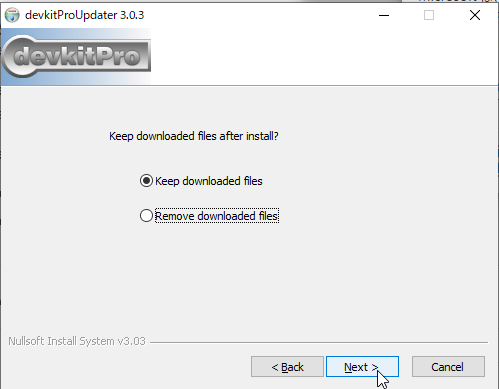 devkitProUpdater 3.0.3
devkitPro
Keep downloaded files after install?
Keep downloaded files
Remove downloaded files
Nullsoft Install System v3.03
< Back
Next >
Cancel